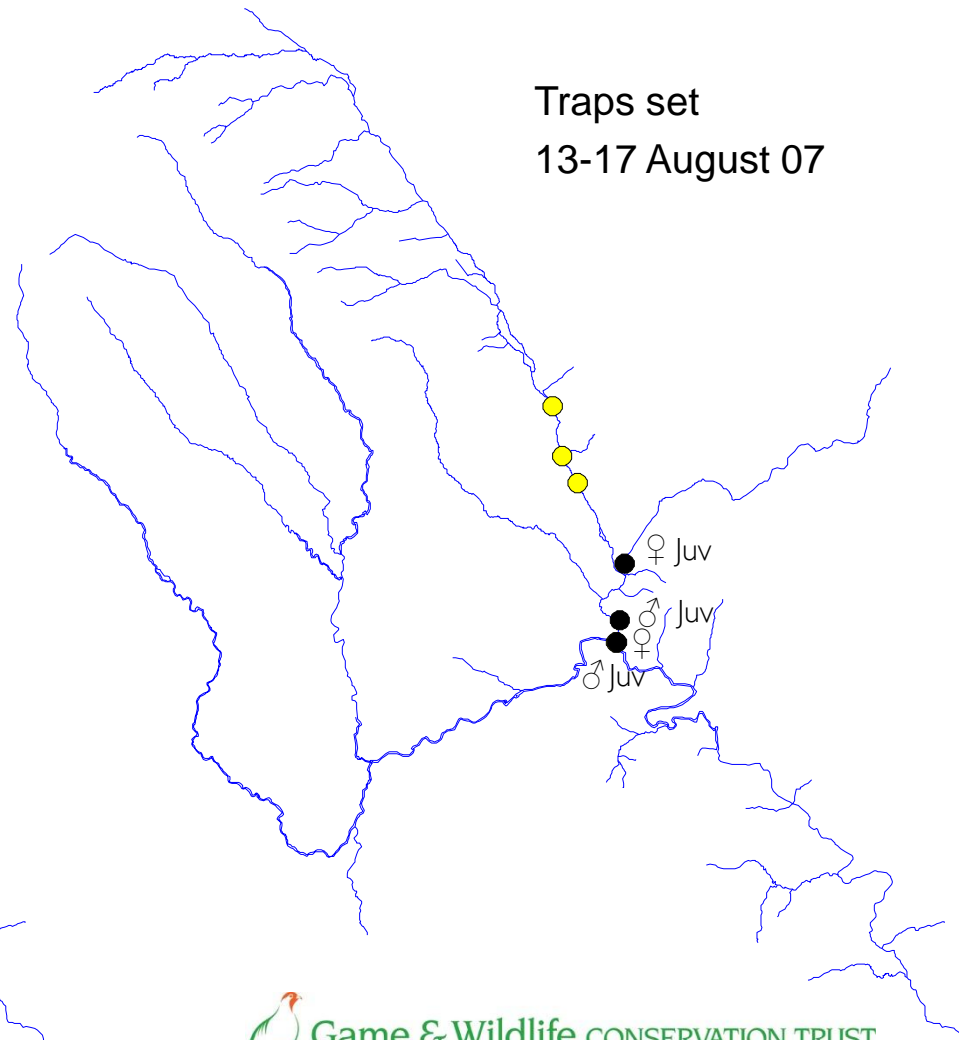 Traps set
13-17 August 07
♀ Juv
♂ Juv
♀
♂ Juv
Game & Wildlife CONSERVATION TRUST